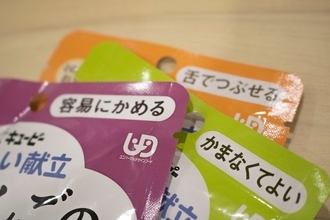 舌でつぶせる
容易にかめる
ユニバーサルデザインフード
かまなくてよい
キユーピー
い献立
の